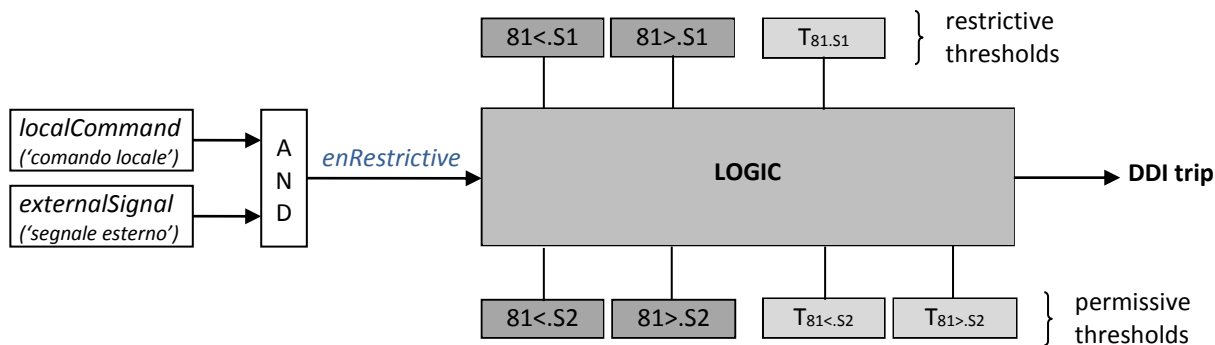 81<.S1 81>.S1 T81.S1 restrictive
thresholds
localCommand
('comando locale')
externalSignal
('segnale esterno')
A
N
D
enRestrictive
LOGIC
DDI trip
81<.S2 81>.S2 T81<.S2 T81>.S2 permissive
thresholds